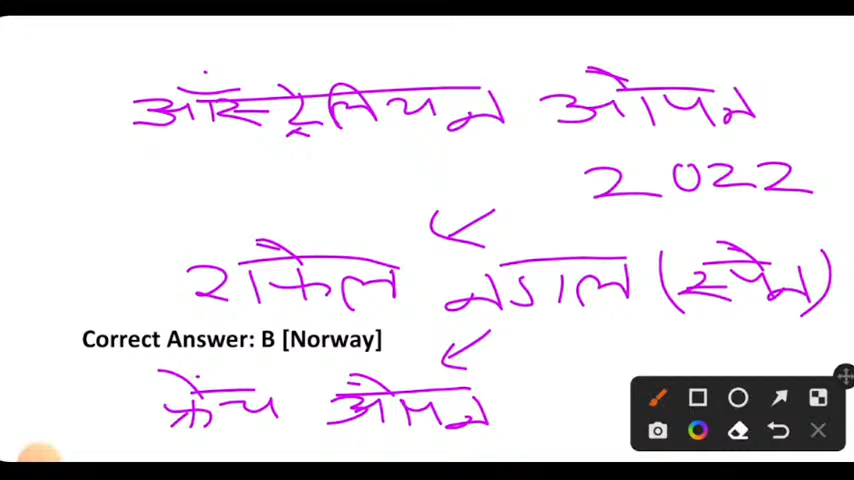 ऑस्ट्रेलियन ओपन
2022
राफेल नडाल (स्पेन)
Correct Answer: B [Norway]
फ्रेंच ओपन